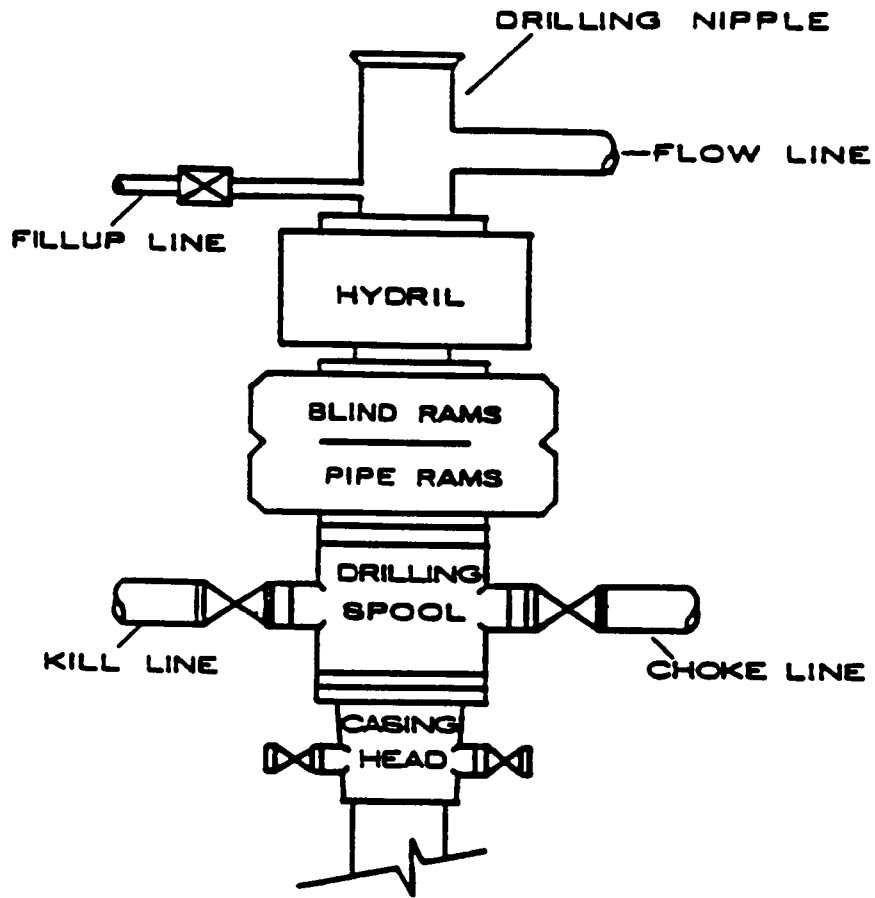 DRILLING NIPPLE
FLOW LINE
FILLUP LINE
HYDRIL
BLIND RAMS
PIPE RAMS
DRILLING
SPOOL
KILL LINE
CHOKE LINE
CASING
HEAD